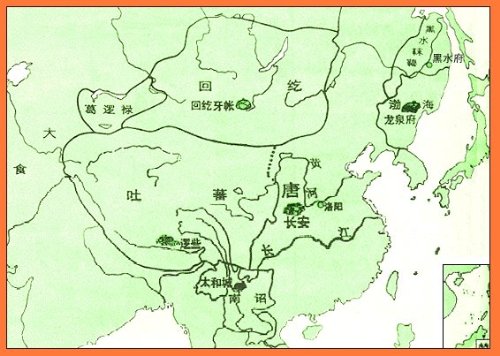 黑水靺鞨
黑水府
回 纥
回纥牙帐
葛逻禄
渤 海
龙泉府
大食
吐 蕃
唐
黄河
洛阳
长安
逻些
长 江
太和城
南 诏